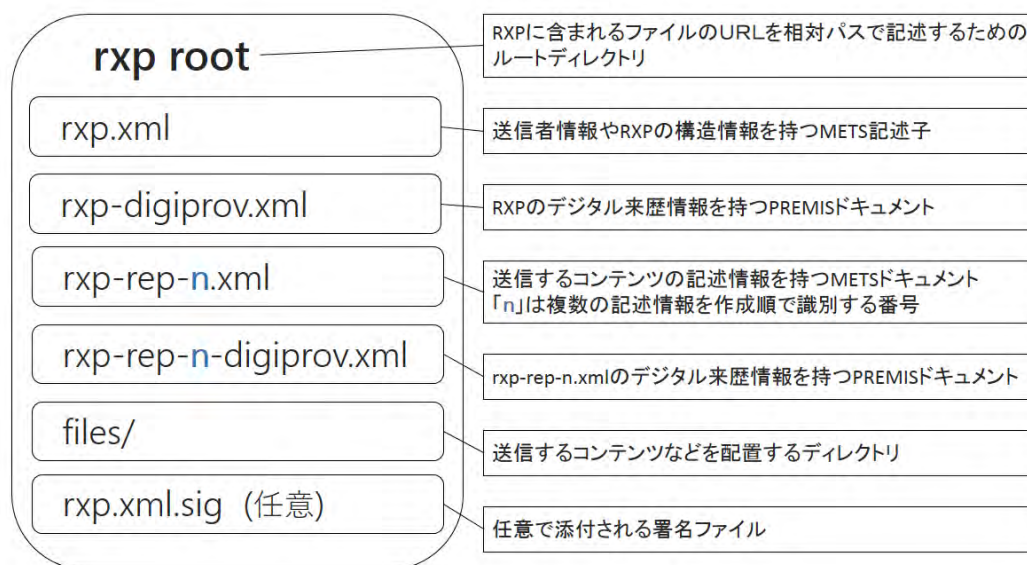 rxp root
RXPに含まれるファイルのURLを相対パスで記述するための
ルートディレクトリ
rxp.xml
送信者情報やRXPの構造情報を持つMETS記述子
rxp-digiprov.xml
RXPのデジタル来歴情報を持つPREMISドキュメント
rxp-rep-n.xml
送信するコンテンツの記述情報を持つMETSドキュメント
「n」は複数の記述情報を作成順で識別する番号
rxp-rep-n-digiprov.xml
rxp-rep-n.xmlのデジタル来歴情報を持つPREMISドキュメント
files/
送信するコンテンツなどを配置するディレクトリ
rxp.xml.sig (任意)
任意で添付される署名ファイル